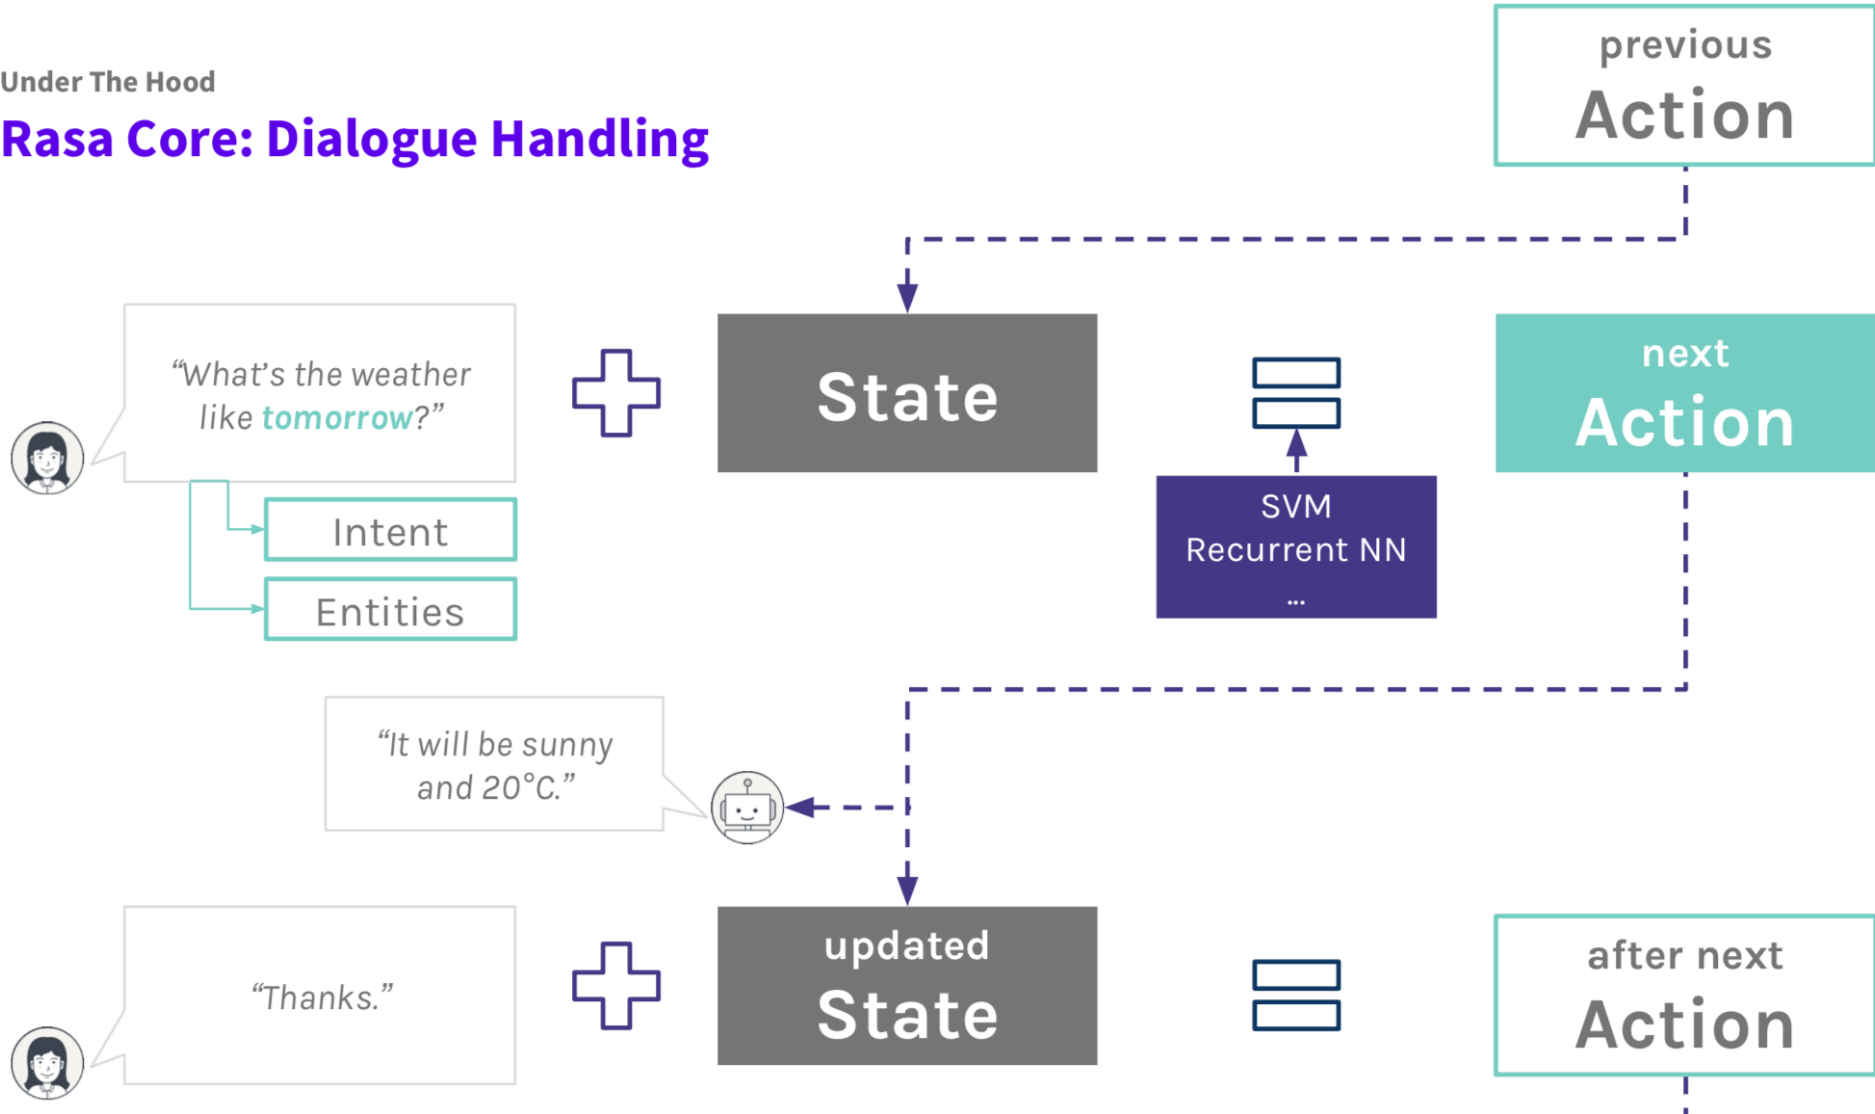 previous
Action
Under The Hood
Rasa Core: Dialogue Handling
“What’s the weather
like tomorrow?”
State
next
Action
Intent
Entities
SVM
Recurrent NN
...
“It will be sunny
and 20°C.”
“Thanks.”
updated
State
after next
Action